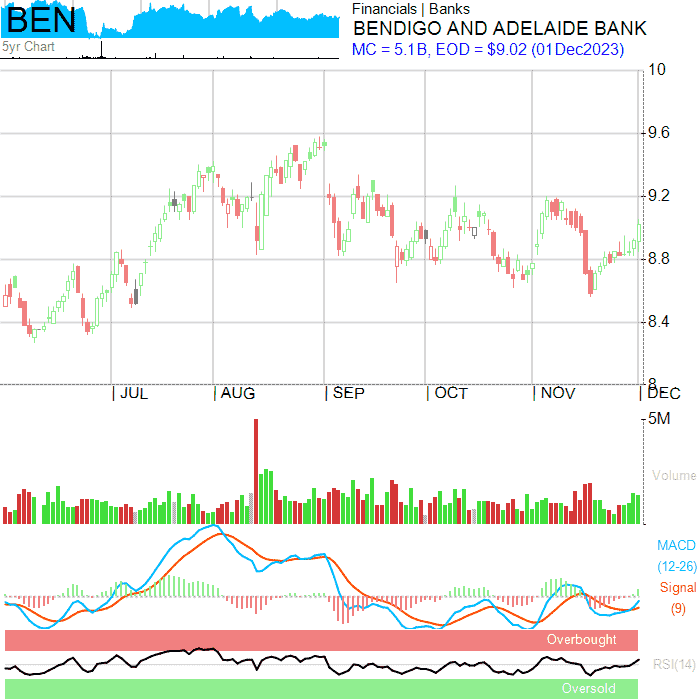 BEN
Financials | Banks
BENDIGO AND ADELAIDE BANK
MC = 5.1B, EOD = $9.02 (01Dec2023)
5yr Chart
10
9.6
9.2
8.8
8.4
8
JUL
AUG
SEP
OCT
NOV
DEC
5M
Volume
MACD
(12-26)
Signal
(9)
Overbought
RSI(14)
Oversold